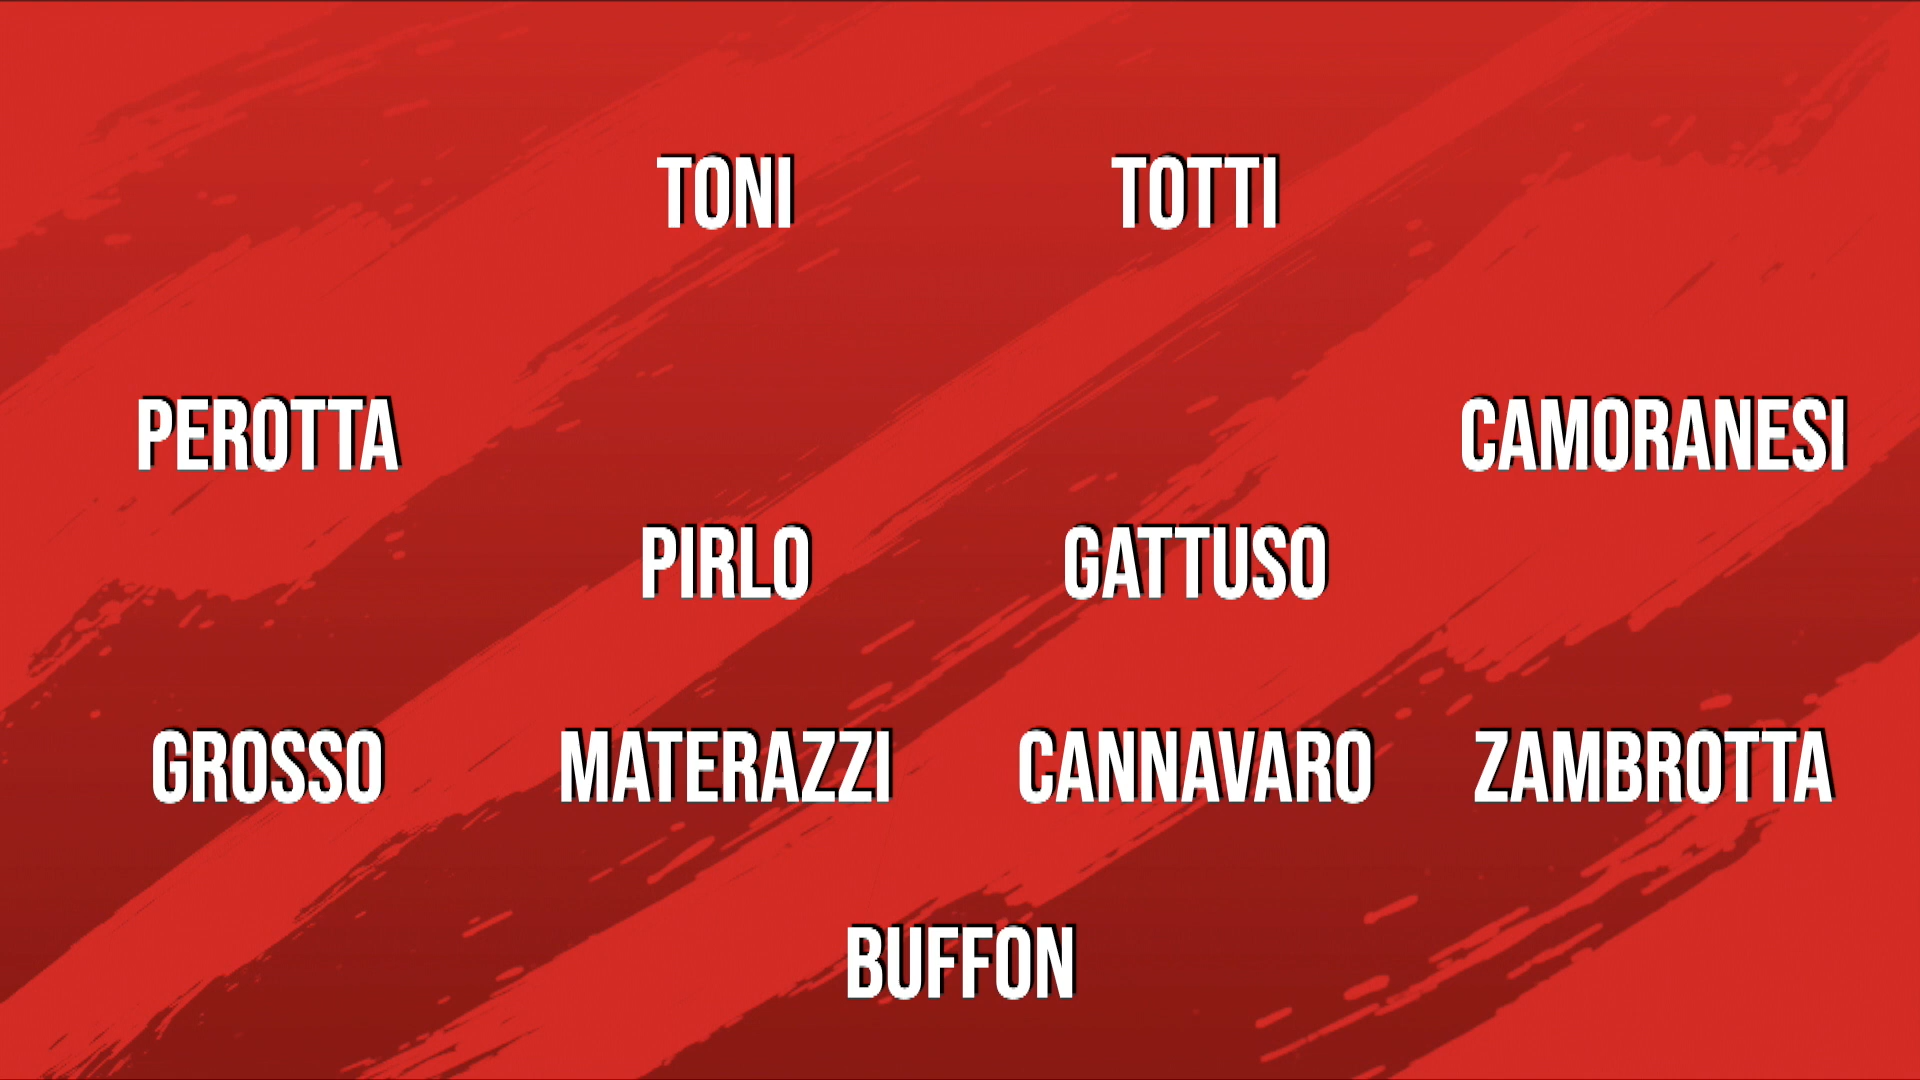 TONI TOTTI
PEROTTA CAMORANESI
PIRLO GATTUSO
GROSSO MATERAZZI CANNAVARO ZAMBROTTA
BUFFON